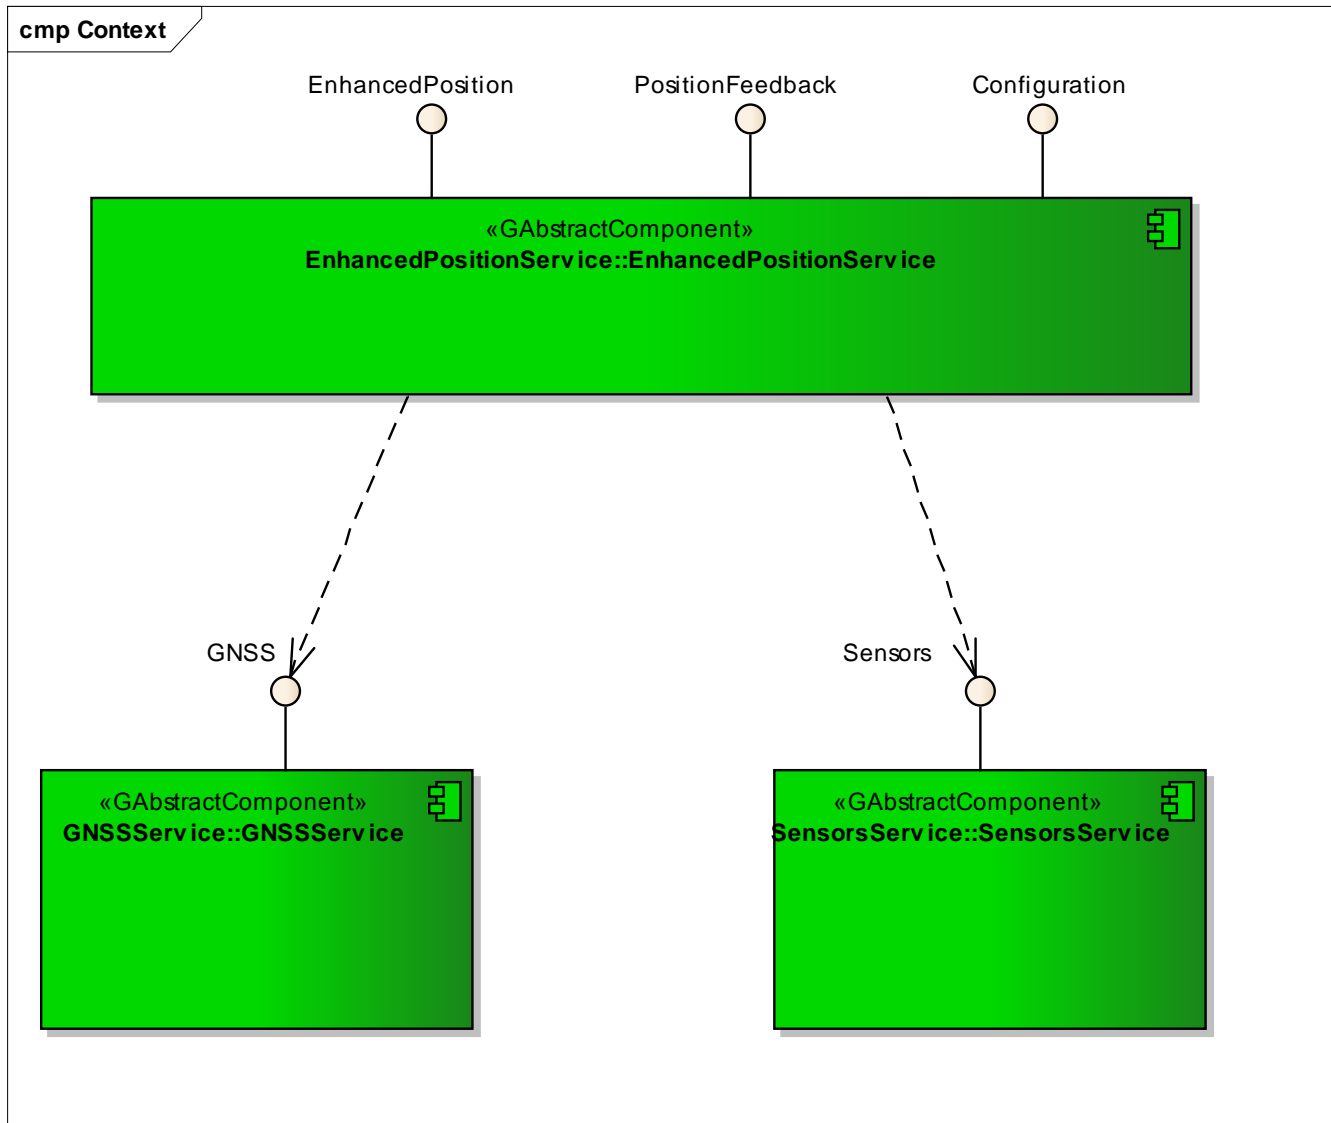 cmp Context
EnhancedPosition
PositionFeedback
Configuration
«GAbstractComponent»
EnhancedPositionService::EnhancedPositionService
GNSS
Sensors
«GAbstractComponent»
GNSSService::GNSSService
«GAbstractComponent»
SensorsService::SensorsService